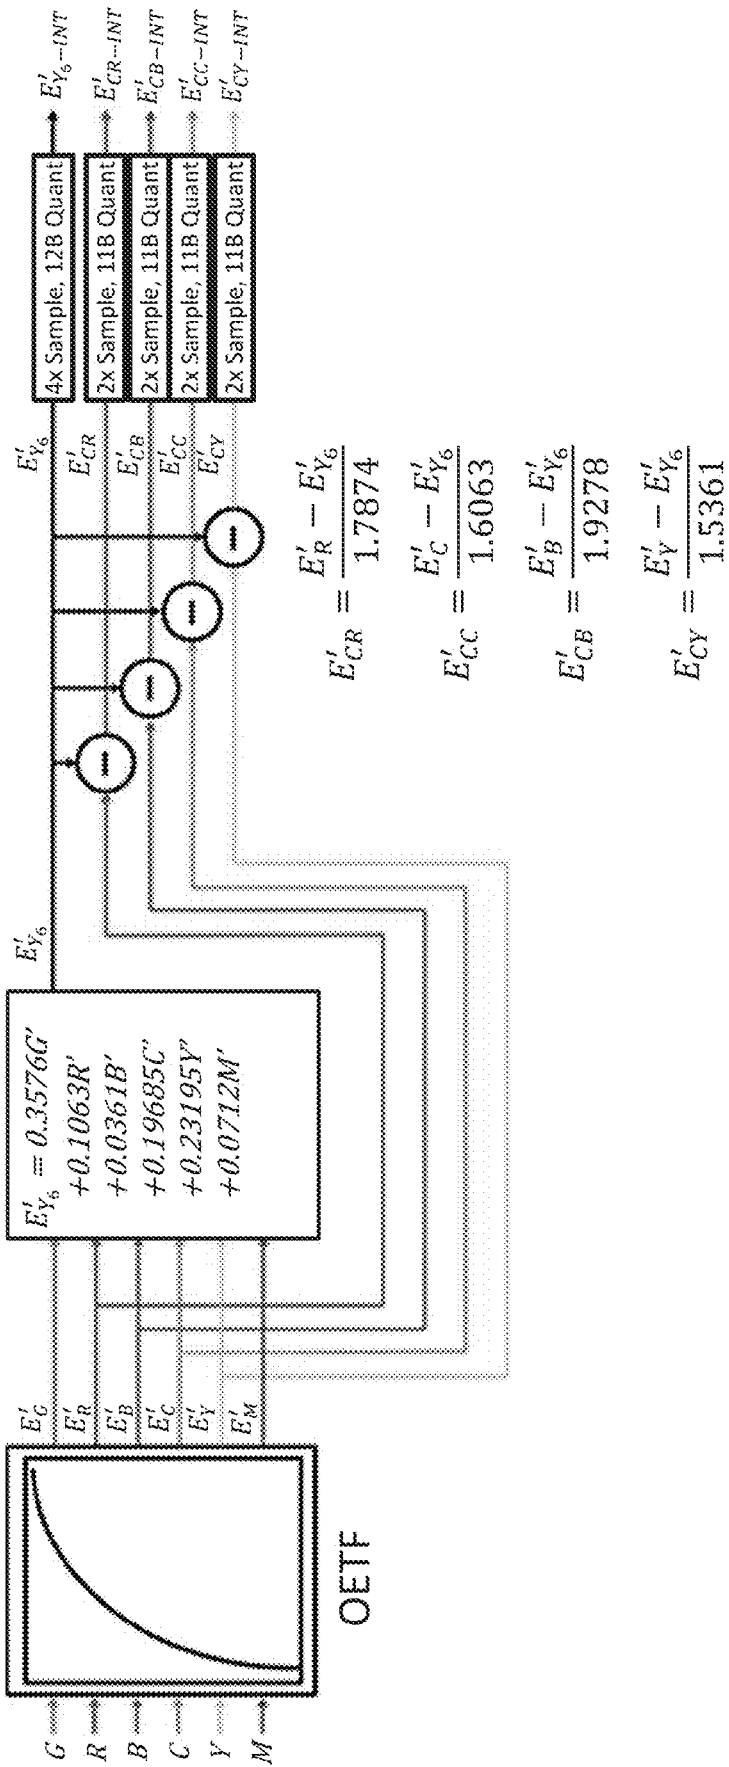 G
R
B
C
Y
M
OETF
E′G
E′R
E′B
E′C
E′Y
E′M
E′Y6 = 0.3576G′
+0.1063R′
+0.0361B′
+0.19685C′
+0.23195Y′
+0.0712M′
E′Y6
E′Y6
E′CR
E′CB
E′CC
E′CY
4x Sample, 12B Quant
2x Sample, 11B Quant
2x Sample, 11B Quant
2x Sample, 11B Quant
2x Sample, 11B Quant
E′Y6−INT
E′CR−INT
E′CB−INT
E′CC−INT
E′CY−INT
E′CR = (E′R − E′Y6) / 1.7874
E′CC = (E′C − E′Y6) / 1.6063
E′CB = (E′B − E′Y6) / 1.9278
E′CY = (E′Y − E′Y6) / 1.5361